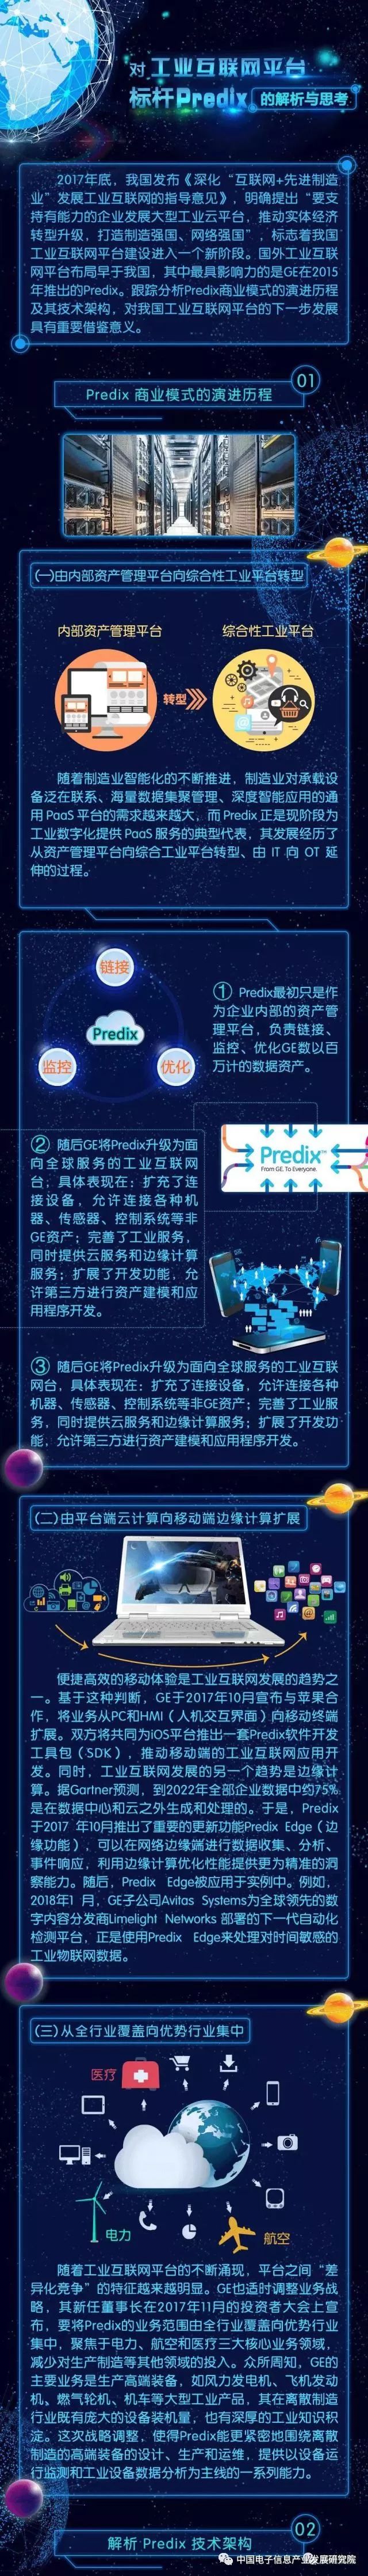 对工业互联网平台
标杆Predix的解析与思考
2017年底，我国发布《深化“互联网+先进制造
业”发展工业互联网的指导意见》，明确提出“要支
持有能力的企业发展大型工业云平台，推动实体经济
转型升级，打造制造强国、网络强国”，标志着我国
工业互联网平台建设进入一个新阶段。国外工业互联
网平台布局早于我国，其中最具影响力的是GE在2015
年推出的Predix。跟踪分析Predix商业模式的演进历程
及其技术架构，对我国工业互联网平台的下一步发展
具有重要借鉴意义。
01
Predix 商业模式的演进历程
(一)由内部资产管理平台向综合性工业平台转型
内部资产管理平台
综合性工业平台
转型
随着制造业智能化的不断推进，制造业对承载设
备泛在联系、海量数据集聚管理、深度智能应用的通
用 PaaS 平台的需求越来越大，而 Predix 正是现阶段为
工业数字化提供 PaaS 服务的典型代表，其发展经历了
从资产管理平台向综合工业平台转型、由 IT 向 OT 延
伸的过程。
链接
Predix
监控
优化
① Predix最初只是作
为企业内部的资产管
理平台，负责链接、
监控、优化GE数以百
万计的数据资产。
② 随后GE将Predix升级为面
向全球服务的工业互联网
台，具体表现在：扩充了连
接设备，允许连接各种机
器、传感器、控制系统等非
GE资产；完善了工业服务，
同时提供云服务和边缘计算
服务；扩展了开发功能，允
许第三方进行资产建模和应
用程序开发。
Predix™
From GE. To Everyone.
③ 随后GE将Predix升级为面向全球服务的工业互联
网台，具体表现在：扩充了连接设备，允许连接各种
机器、传感器、控制系统等非GE资产；完善了工业服
务，同时提供云服务和边缘计算服务；扩展了开发功
能，允许第三方进行资产建模和应用程序开发。
(二)由平台端云计算向移动端边缘计算扩展
便捷高效的移动体验是工业互联网发展的趋势之
一。基于这种判断，GE于2017年10月宣布与苹果合
作，将业务从PC和HMI（人机交互界面）向移动终端
扩展。双方将共同为iOS平台推出一套Predix软件开发
工具包（SDK），推动移动端的工业互联网应用开
发。同时，工业互联网发展的另一个趋势是边缘计
算。据Gartner预测，到2022年全部企业数据中约75%
是在数据中心和云之外生成和处理的。于是，Predix
于2017 年10月推出了重要的更新功能Predix Edge（边
缘功能），可以在网络边缘端进行数据收集、分析、
事件响应，利用边缘计算优化性能提供更为精准的洞
察能力。随后，Predix Edge被应用于实例中。例如，
2018年1 月，GE子公司Avitas Systems为全球领先的数
字内容分发商Limelight Networks 部署的下一代自动化
检测平台，正是使用Predix Edge来处理对时间敏感的
工业物联网数据。
(三)从全行业覆盖向优势行业集中
医疗
电力
航空
随着工业互联网平台的不断涌现，平台之间“差
异化竞争”的特征越来越明显。GE也适时调整业务战
略，其新任董事长在2017年11月的投资者大会上宣
布，要将Predix的业务范围由全行业覆盖向优势行业
集中，聚焦于电力、航空和医疗三大核心业务领域，
减少对生产制造等其他领域的投入。众所周知，GE的
主要业务是生产高端装备，如风力发电机、飞机发动
机、燃气轮机、机车等大型工业产品，其在离散制造
行业既有庞大的设备装机量，也有深厚的工业知识积
淀。这次战略调整，使得Predix能更紧密地围绕离散
制造的高端装备的设计、生产和运维，提供以设备运
行监测和工业设备数据分析为主线的一系列能力。
02
解析 Predix 技术架构
中国电子信息产业发展研究院